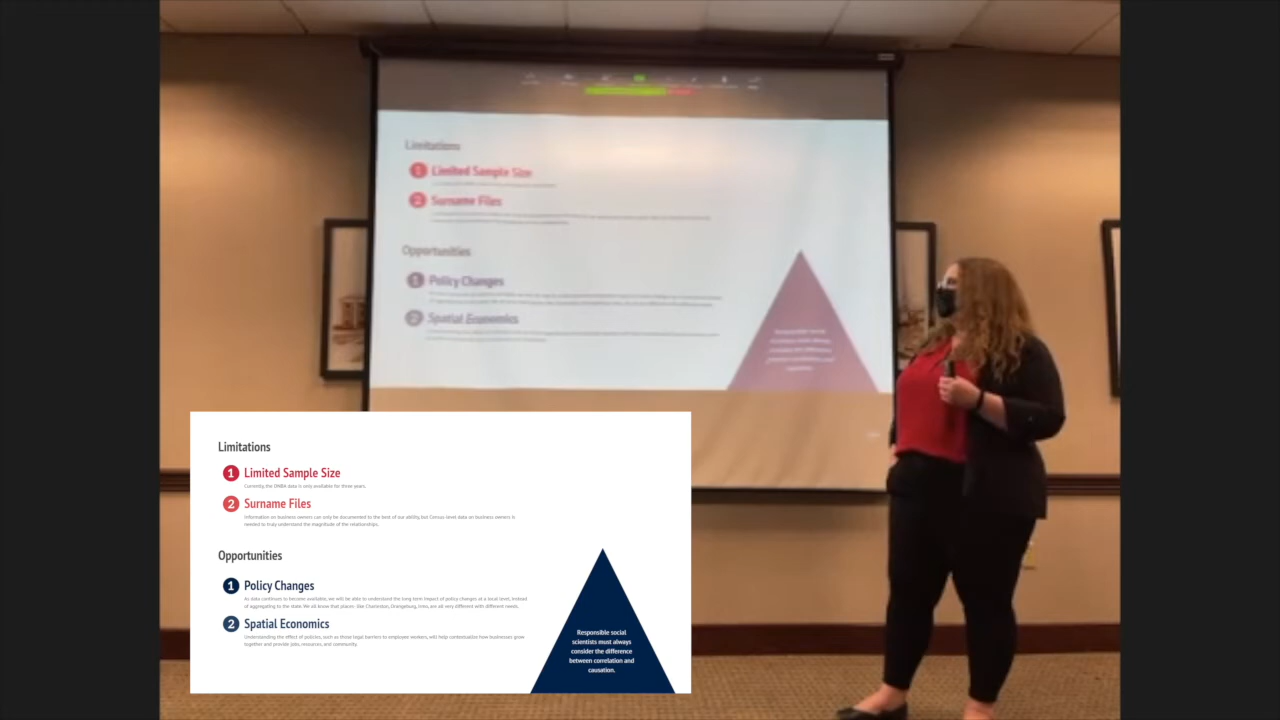 Limitations
1 Limited Sample Size
2 Surname Files
Opportunities
1 Policy Changes
2 Spatial Economics
Limitations
1 Limited Sample Size
Currently, the DMBA data is only available for three years.
2 Surname Files
Information on business owners can only be documented to the best of our ability, but Census-level data on business owners is
needed to truly understand the magnitude of the relationships.
Opportunities
1 Policy Changes
As data continues to become available, we will be able to understand the long term impact of policy changes at a local level, instead
of aggregating to the state. We all know that places like Charleston, Orangeburg, Irmo, are all very different with different needs.
2 Spatial Economics
Understanding the effect of policies, such as those legal barriers to employee workers, will help contextualize how businesses grow
together and provide jobs, resources, and community.
Responsible social
scientists must always
consider the difference
between correlation and
causation.